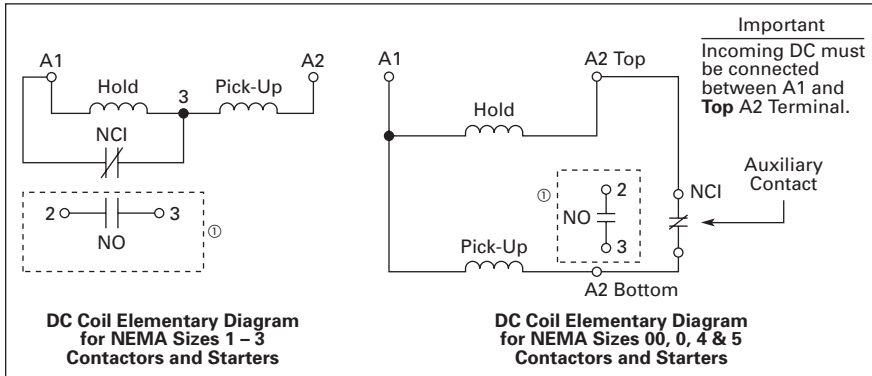 A1
A2
Hold
3
Pick-Up
NCI
2
3
①
NO
DC Coil Elementary Diagram
for NEMA Sizes 1 – 3
Contactors and Starters
A1
A2 Top
Hold
①
2
NO
3
NCI
Pick-Up
A2 Bottom
Auxiliary
Contact
DC Coil Elementary Diagram
for NEMA Sizes 00, 0, 4 & 5
Contactors and Starters
Important
Incoming DC must
be connected
between A1 and
Top A2 Terminal.